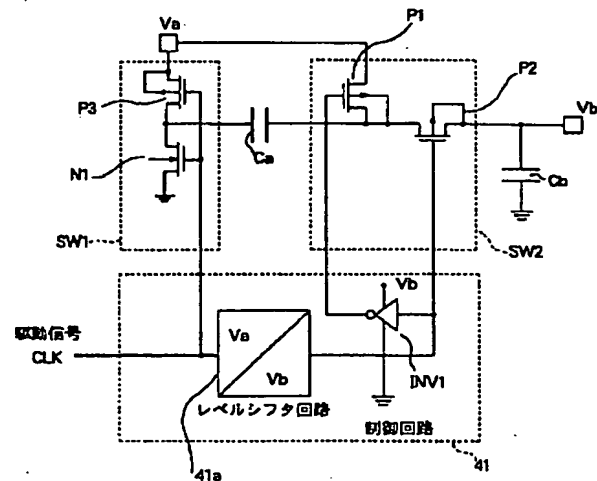 Va
P1
P2
P3
Vb
Ca
N1
Cb
SW1
SW2
Vb
駆動信号
CLK
Va
Vb
INV1
レベルシフタ回路
制御回路
41a
41